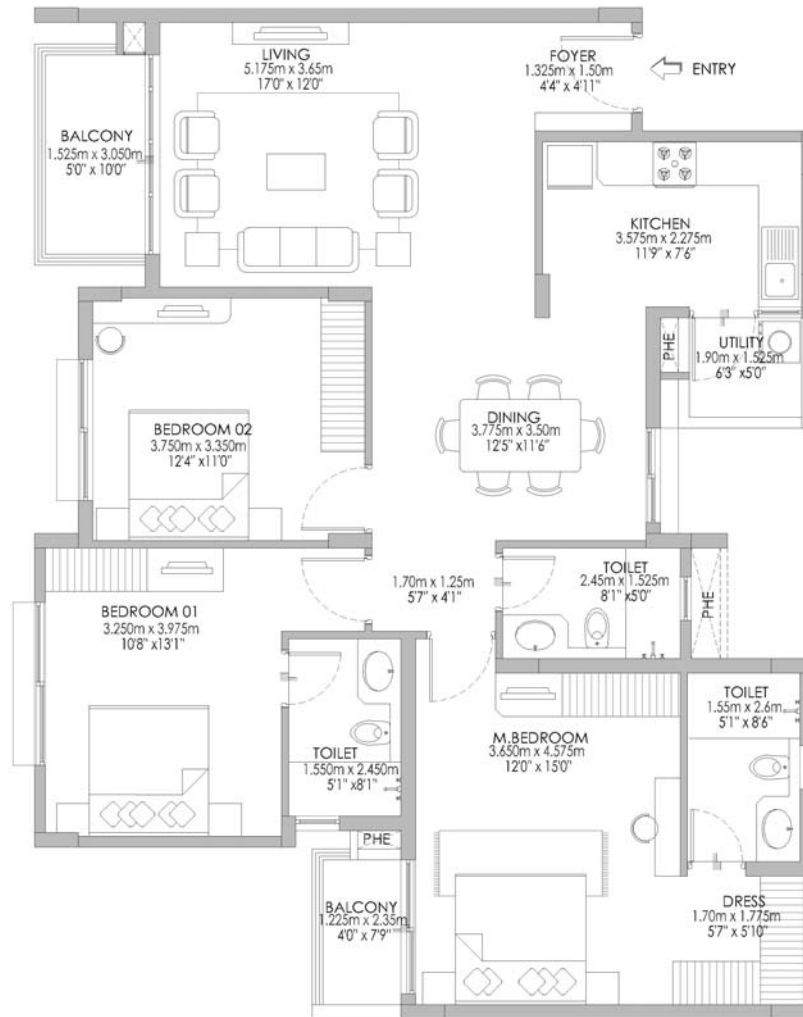 LIVING
5.175m x 3.65m
17'0" x 12'0"
FOYER
1.325m x 1.50m
4'4" x 4'11"
ENTRY
BALCONY
1.525m x 3.050m
5'0" x 10'0"
KITCHEN
3.575m x 2.275m
11'9" x 7'6"
PHE
UTILITY
1.90m x 1.525m
6'3" x5'0"
BEDROOM 02
3.750m x 3.350m
12'4" x11'0"
DINING
3.775m x 3.50m
12'5" x11'6"
BEDROOM 01
3.250m x 3.975m
10'8" x13'1"
1.70m x 1.25m
5'7" x 4'1"
TOILET
2.45m x 1.525m
8'1" x5'0"
PHE
TOILET
1.550m x 2.450m
5'1" x8'1"
M.BEDROOM
3.650m x 4.575m
12'0" x 15'0"
TOILET
1.55m x 2.6m
5'1" x 8'6"
PHE
BALCONY
1.225m x 2.35m
4'0" x 7'9"
DRESS
1.70m x 1.775m
5'7" x 5'10"